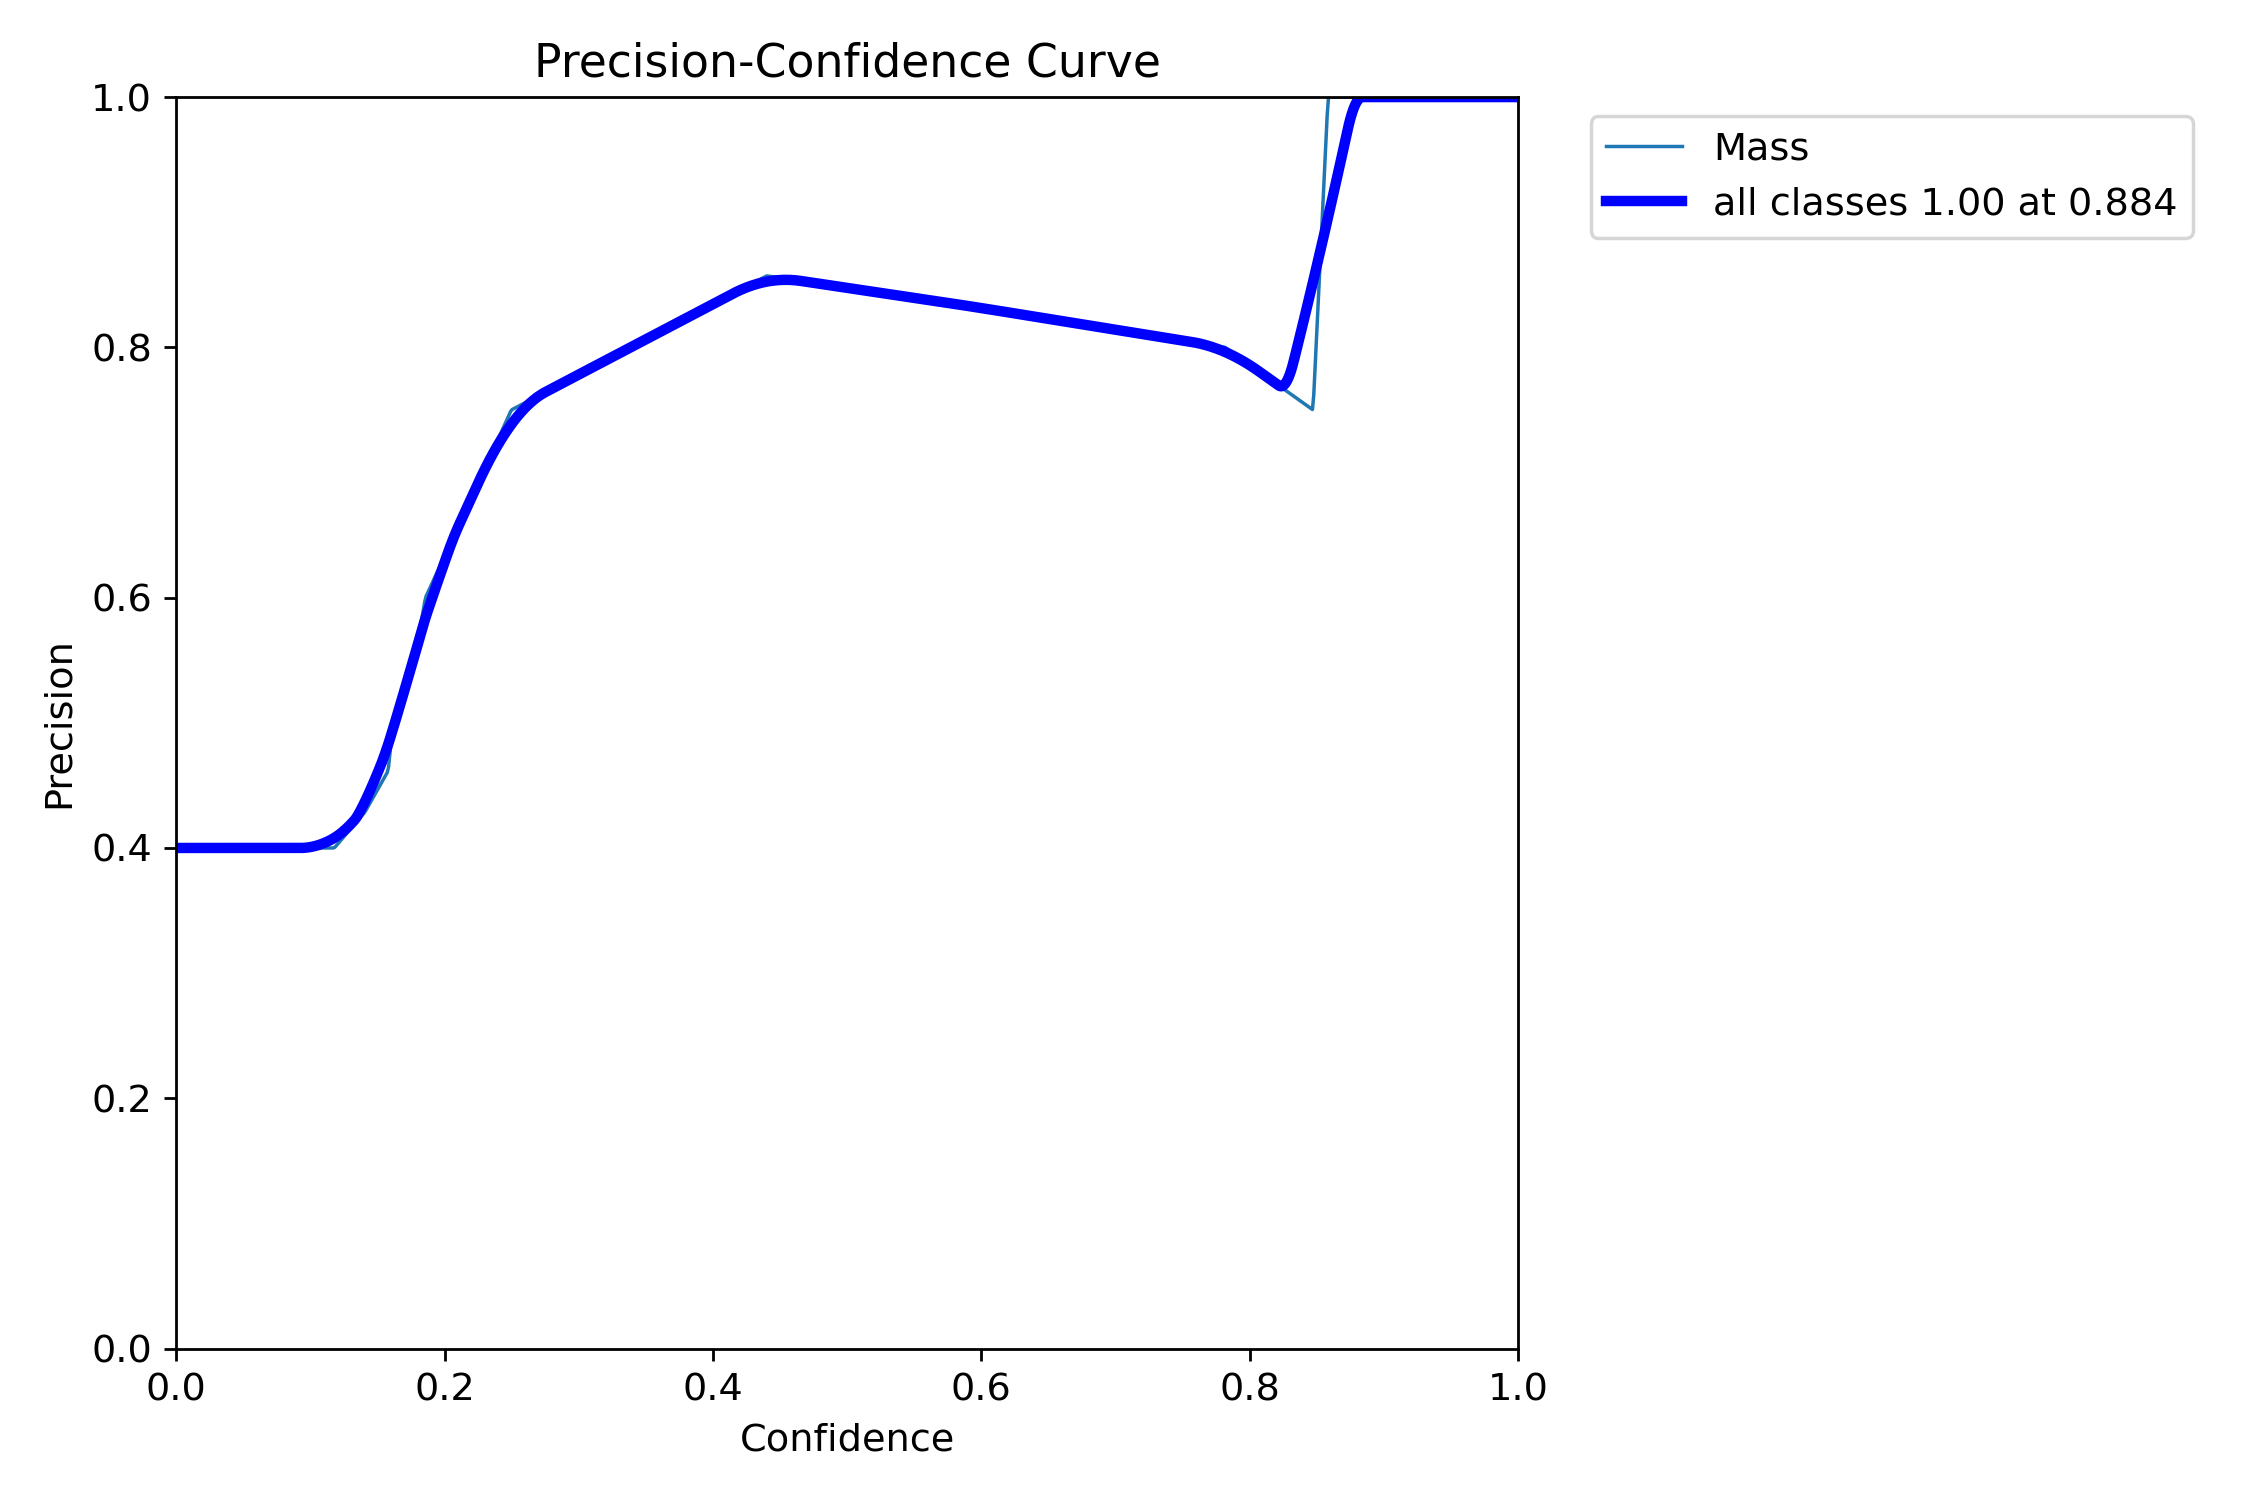 Precision-Confidence Curve
1.0
0.8
0.6
0.4
0.2
0.0
Precision
0.0 0.2 0.4 0.6 0.8 1.0
Confidence
Mass
all classes 1.00 at 0.884